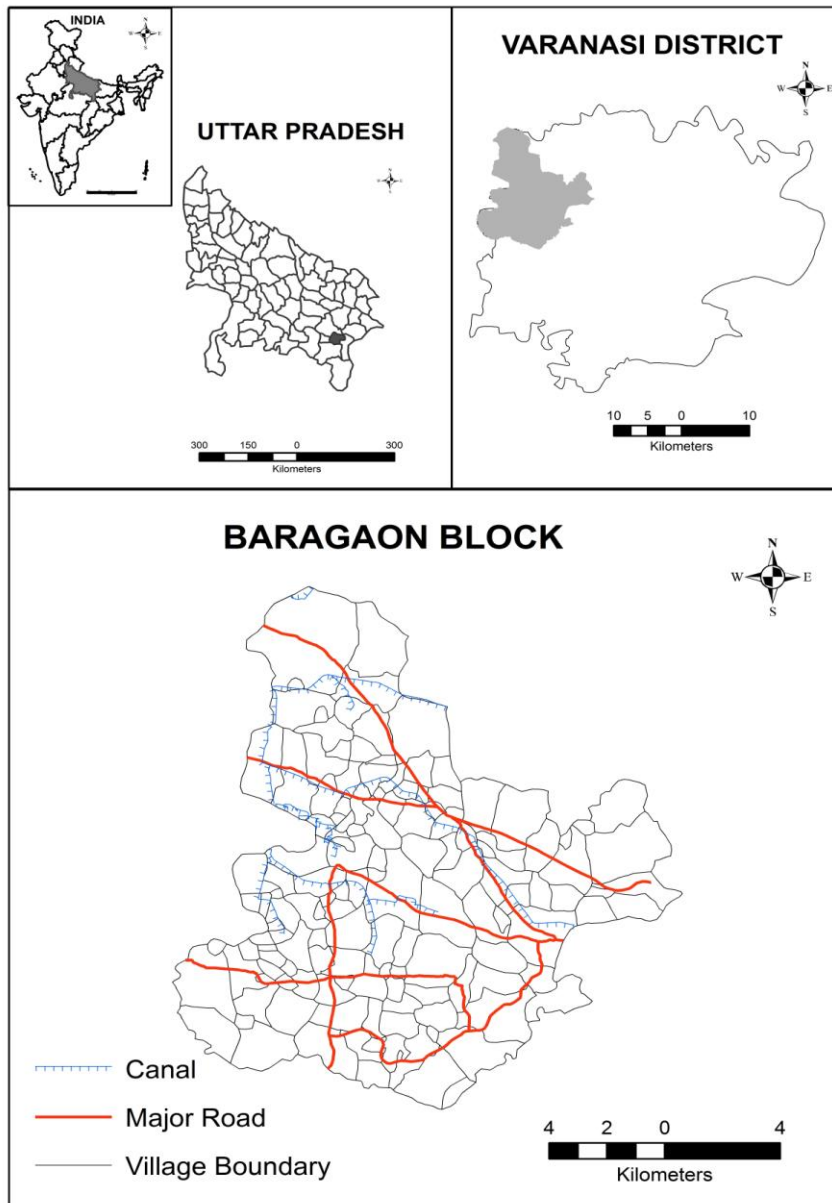 INDIA
UTTAR PRADESH
300 150 0 300
Kilometers
VARANASI DISTRICT
N
W E
S
10 5 0 10
Kilometers
BARAGAON BLOCK
N
W E
S
Canal
Major Road
Village Boundary
4 2 0 4
Kilometers